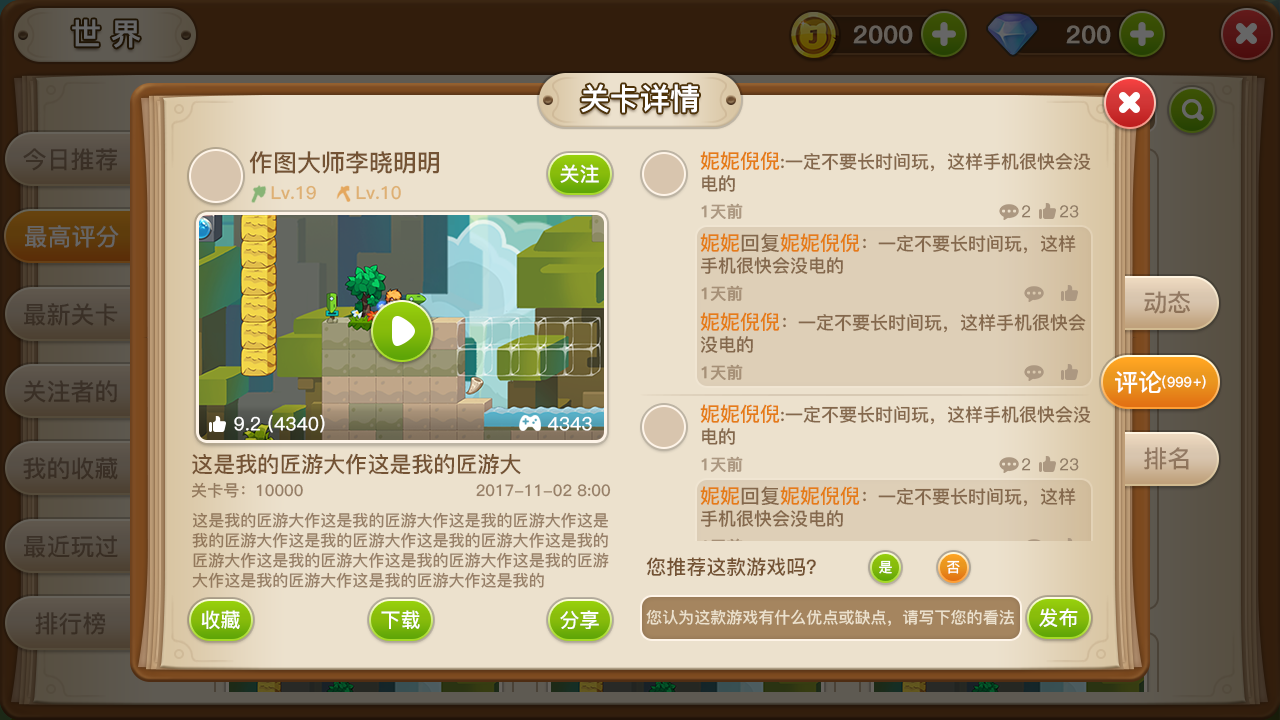 世界
2000
200
关卡详情
今日推荐
最高评分
最新关卡
关注者的
我的收藏
最近玩过
排行榜
作图大师李晓明明
Lv.19 Lv.10
关注
9.2 (4340)
4343
这是我的匠游大作这是我的匠游大
关卡号：10000 2017-11-02 8:00
这是我的匠游大作这是我的匠游大作这是我的匠游大作这是
我的匠游大作这是我的匠游大作这是我的匠游大作这是我的
匠游大作这是我的匠游大作这是我的匠游大作这是我的匠游
大作这是我的匠游大作这是我的匠游大作这是我的
收藏
下载
分享
妮妮倪倪:一定不要长时间玩，这样手机很快会没
电的
1天前 2 23
妮妮回复妮妮倪倪：一定不要长时间玩，这样
手机很快会没电的
1天前
妮妮倪倪：一定不要长时间玩，这样手机很快会
没电的
1天前
妮妮倪倪:一定不要长时间玩，这样手机很快会没
电的
1天前 2 23
妮妮回复妮妮倪倪：一定不要长时间玩，这样
手机很快会没电的
您推荐这款游戏吗? 是 否
您认为这款游戏有什么优点或缺点，请写下您的看法
发布
动态
评论(999+)
排名